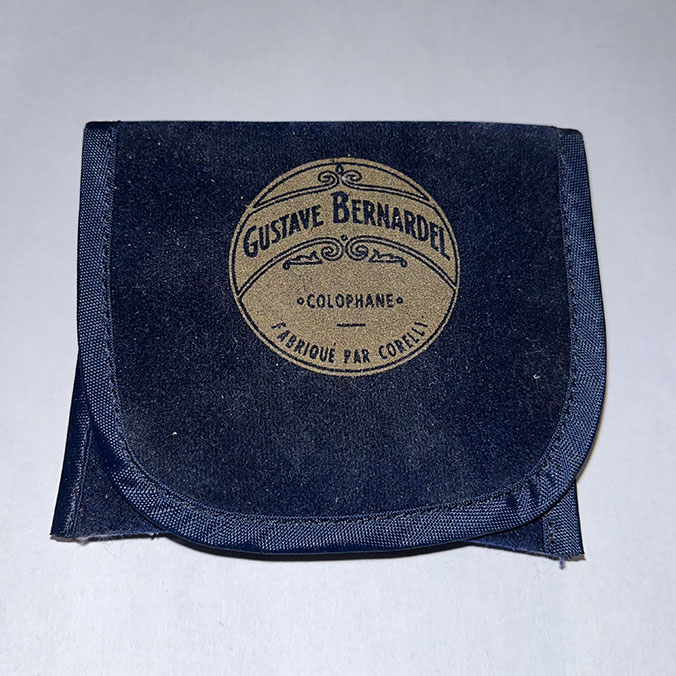 GUSTAVE BERNARDEL
COLOPHANE
FABRIQUÉ PAR CORELLI